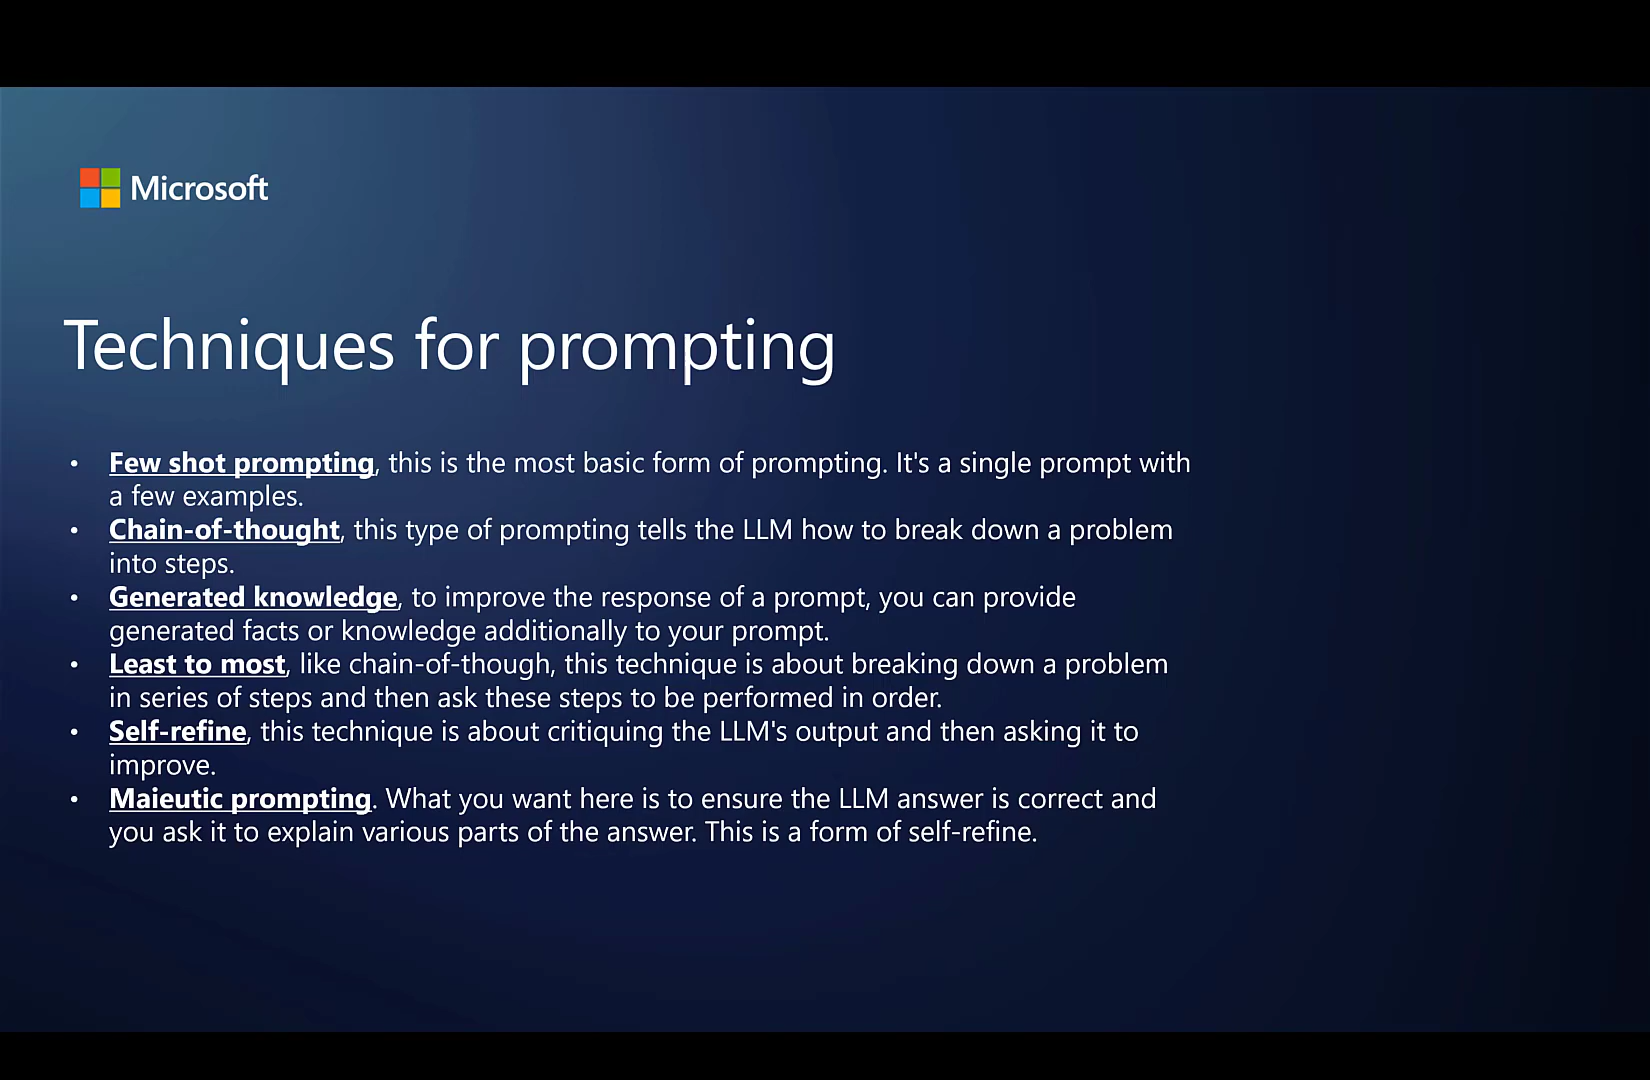 Microsoft
Techniques for prompting
• Few shot prompting, this is the most basic form of prompting. It's a single prompt with
a few examples.
• Chain-of-thought, this type of prompting tells the LLM how to break down a problem
into steps.
• Generated knowledge, to improve the response of a prompt, you can provide
generated facts or knowledge additionally to your prompt.
• Least to most, like chain-of-though, this technique is about breaking down a problem
in series of steps and then ask these steps to be performed in order.
• Self-refine, this technique is about critiquing the LLM's output and then asking it to
improve.
• Maieutic prompting. What you want here is to ensure the LLM answer is correct and
you ask it to explain various parts of the answer. This is a form of self-refine.